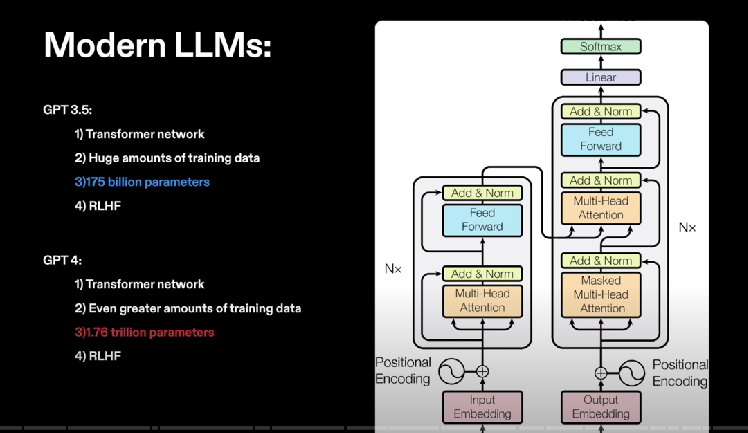 Modern LLMs:
GPT 3.5:
1) Transformer network
2) Huge amounts of training data
3)175 billion parameters
4) RLHF
GPT 4:
1) Transformer network
2) Even greater amounts of training data
3)1.76 trillion parameters
4) RLHF
Softmax
Linear
Add & Norm
Feed
Forward
Add & Norm
Multi-Head
Attention
Nx
Add & Norm
Masked
Multi-Head
Attention
Positional
Encoding
Output
Embedding
Add & Norm
Feed
Forward
Nx
Add & Norm
Multi-Head
Attention
Positional
Encoding
Input
Embedding